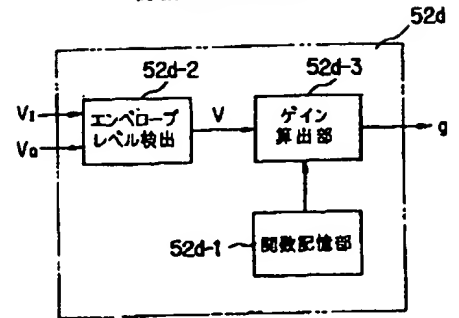 52d
52d-2
52d-3
VI
エンベロープ
レベル検出
V
ゲイン
算出部
g
VQ
52d-1
関数記憶部